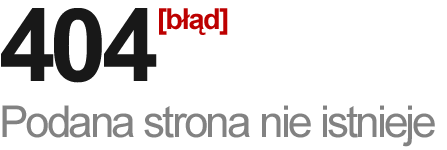 404 [błąd]
Podana strona nie istnieje